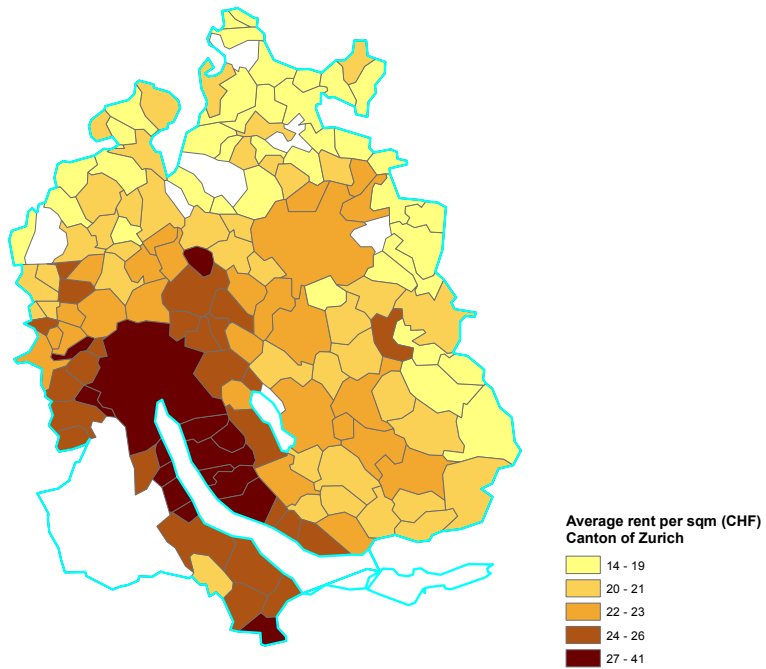 Average rent per sqm (CHF)
Canton of Zurich
14 - 19
20 - 21
22 - 23
24 - 26
27 - 41